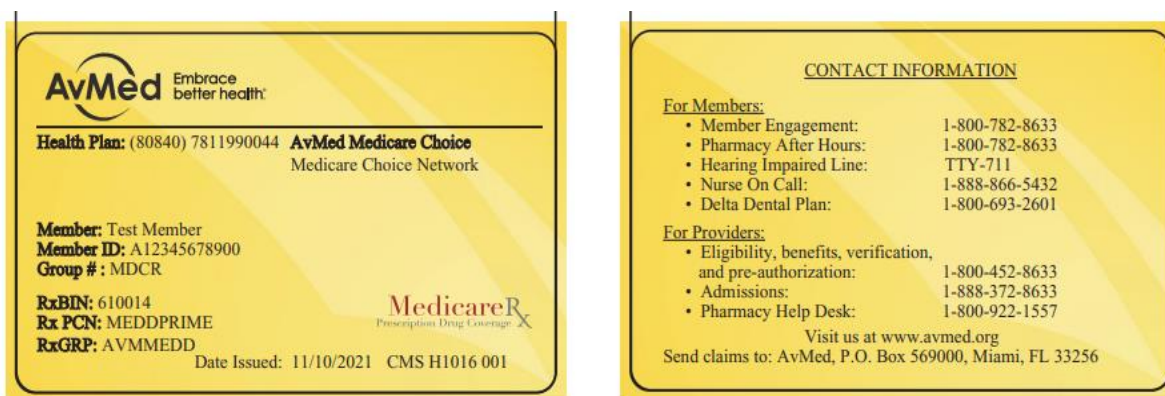 AvMed Embrace
better health®
Health Plan: (80840) 7811990044 AvMed Medicare Choice
Medicare Choice Network
Member: Test Member
Member ID: A12345678900
Group # : MDCR
RxBIN: 610014
Rx PCN: MEDDPRIME
RxGRP: AVMMEDD
MedicareRx
Prescription Drug Coverage
Date Issued: 11/10/2021 CMS H1016 001
CONTACT INFORMATION
For Members:
• Member Engagement: 1-800-782-8633
• Pharmacy After Hours: 1-800-782-8633
• Hearing Impaired Line: TTY-711
• Nurse On Call: 1-888-866-5432
• Delta Dental Plan: 1-800-693-2601
For Providers:
• Eligibility, benefits, verification,
and pre-authorization: 1-800-452-8633
• Admissions: 1-888-372-8633
• Pharmacy Help Desk: 1-800-922-1557
Visit us at www.avmed.org
Send claims to: AvMed, P.O. Box 569000, Miami, FL 33256